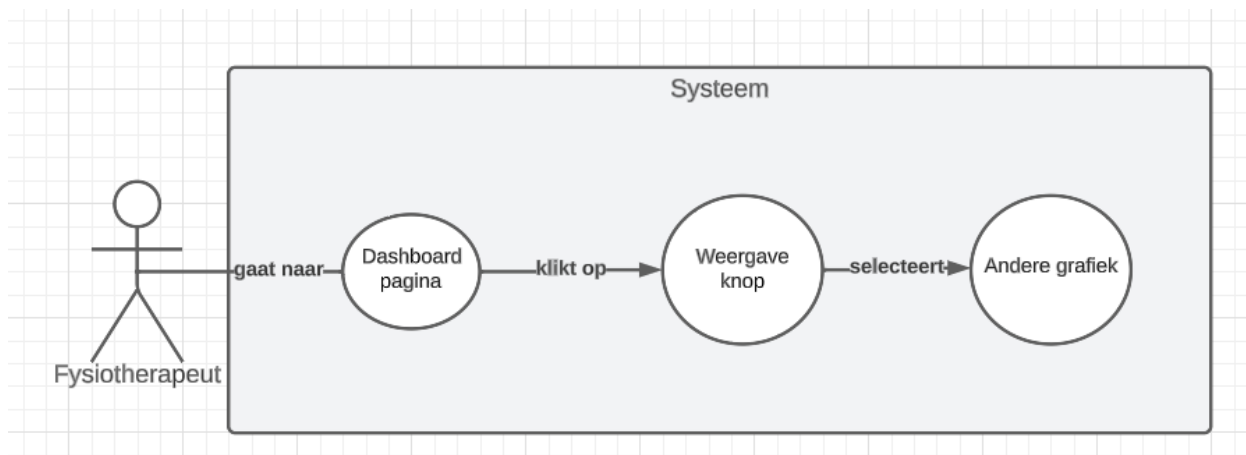 Systeem
gaat naar
Dashboard
pagina
klikt op
Weergave
knop
selecteert
Andere grafiek
Fysiotherapeut